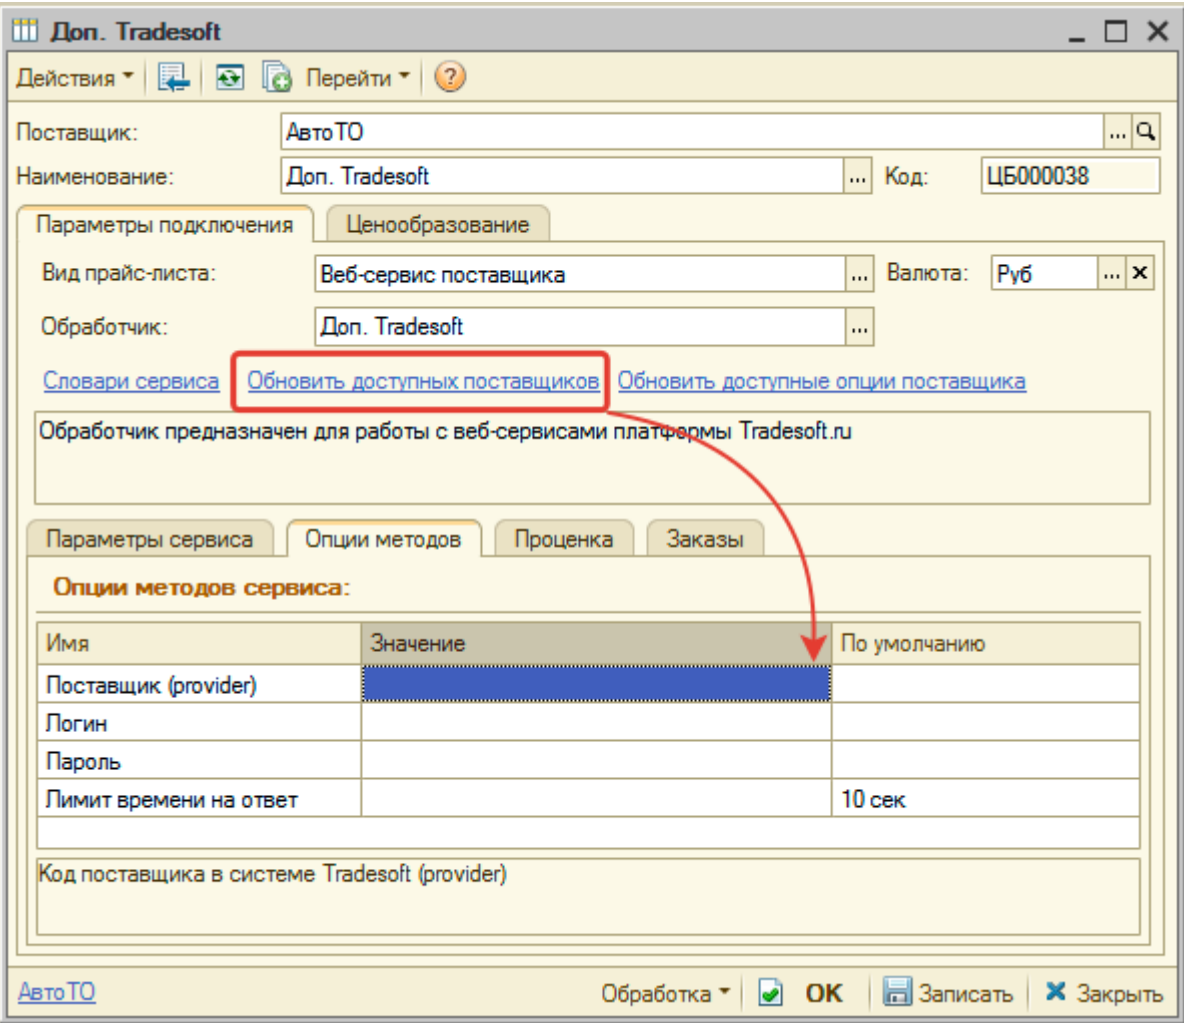 Доп. Tradesoft
Действия Перейти ?
Поставщик: АвтоТО ...
Наименование: Доп. Tradesoft ... Код: ЦБ000038
Параметры подключения Ценообразование
Вид прайс-листа: Веб-сервис поставщика ... Валюта: Руб ... x
Обработчик: Доп. Tradesoft ...
Словари сервиса Обновить доступных поставщиков Обновить доступные опции поставщика
Обработчик предназначен для работы с веб-сервисами платформы Tradesoft.ru
Параметры сервиса Опции методов Проценка Заказы
Опции методов сервиса:
Имя Значение По умолчанию
Поставщик (provider)
Логин
Пароль
Лимит времени на ответ 10 сек
Код поставщика в системе Tradesoft (provider)
АвтоТО Обработка OK Записать Закрыть